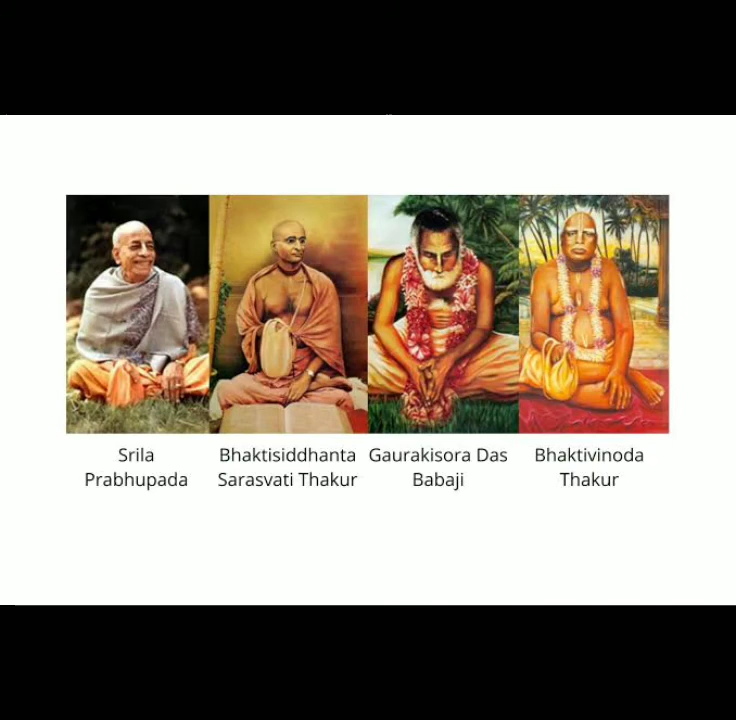 Srila
Prabhupada
Bhaktisiddhanta
Sarasvati Thakur
Gaurakisora Das
Babaji
Bhaktivinoda
Thakur